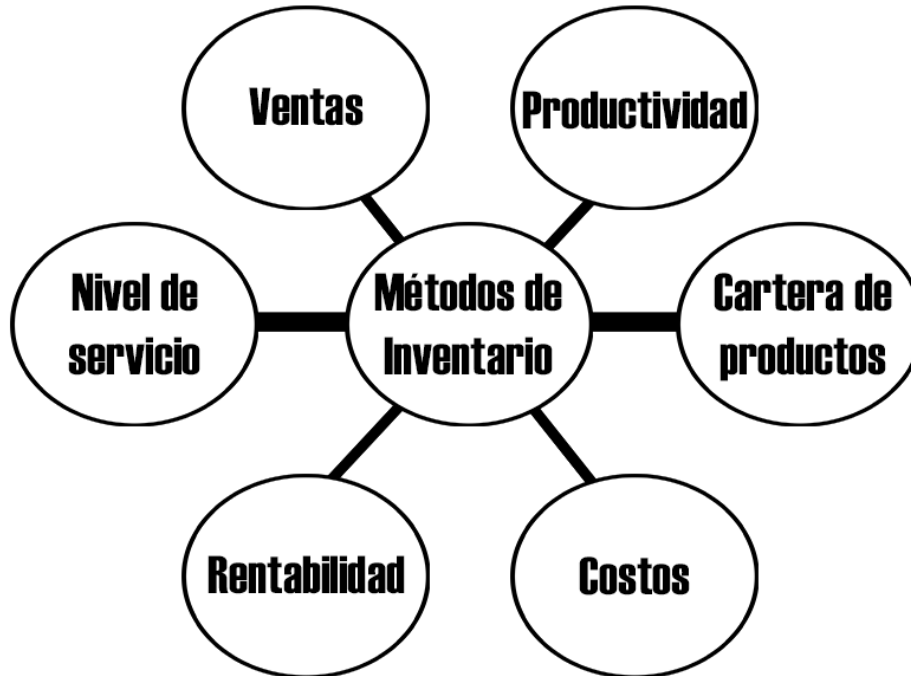 Ventas
Productividad
Nivel de
servicio
Métodos de
Inventario
Cartera de
productos
Rentabilidad
Costos